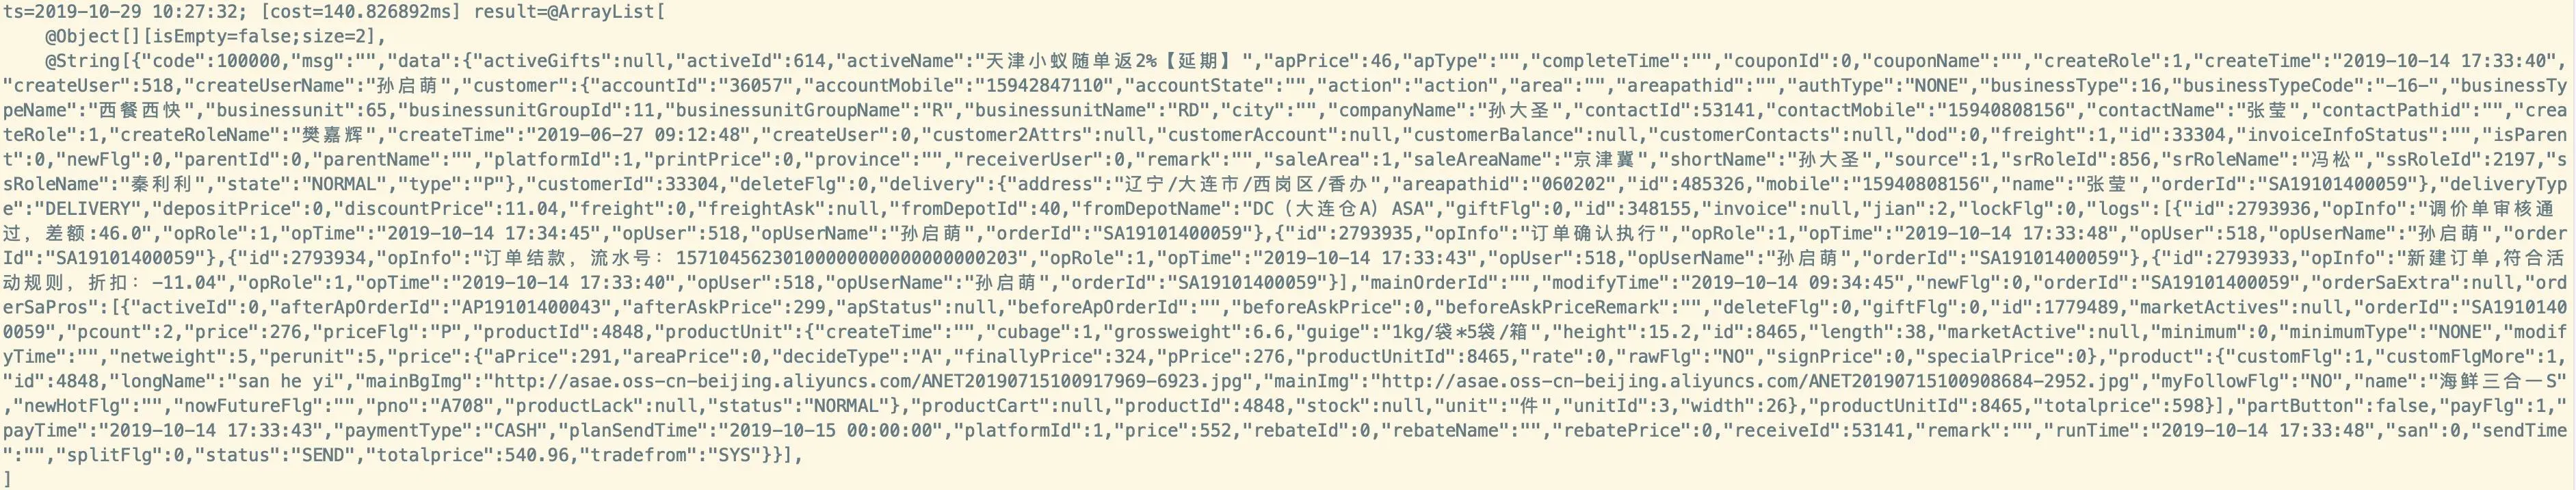 ts=2019-10-29 10:27:32; [cost=140.826892ms] result=@ArrayList[
    @Object[][isEmpty=false;size=2],
    @String[{"code":100000,"msg":"","data":{"activeGifts":null,"activeId":614,"activeName":"天津小蚁随单返2%【延期】","apPrice":46,"apType":"","completeTime":"","couponId":0,"couponName":"","createRole":1,"createTime":"2019-10-14 17:33:40",
"createUser":518,"createUserName":"孙启萌","customer":{"accountId":"36057","accountMobile":"15942847110","accountState":"","action":"action","area":"","areapathid":"","authType":"NONE","businessType":16,"businessTypeCode":"-16-","businessTy
peName":"西餐西快","businessunit":65,"businessunitGroupId":11,"businessunitGroupName":"R","businessunitName":"RD","city":"","companyName":"孙大圣","contactId":53141,"contactMobile":"15940808156","contactName":"张莹","contactPathid":"","crea
teRole":1,"createRoleName":"樊嘉辉","createTime":"2019-06-27 09:12:48","createUser":0,"customer2Attrs":null,"customerAccount":null,"customerBalance":null,"customerContacts":null,"dod":0,"freight":1,"id":33304,"invoiceInfoStatus":"","isParen
t":0,"newFlg":0,"parentId":0,"parentName":"","platformId":1,"printPrice":0,"province":"","receiverUser":0,"remark":"","saleArea":1,"saleAreaName":"京津冀","shortName":"孙大圣","source":1,"srRoleId":856,"srRoleName":"冯松","ssRoleId":2197,"s
sRoleName":"秦利利","state":"NORMAL","type":"P"},"customerId":33304,"deleteFlg":0,"delivery":{"address":"辽宁/大连市/西岗区/香办","areapathid":"060202","id":485326,"mobile":"15940808156","name":"张莹","orderId":"SA19101400059"},"deliveryTyp
e":"DELIVERY","depositPrice":0,"discountPrice":11.04,"freight":0,"freightAsk":null,"fromDepotId":40,"fromDepotName":"DC（大连仓A）ASA","giftFlg":0,"id":348155,"invoice":null,"jian":2,"lockFlg":0,"logs":[{"id":2793936,"opInfo":"调价单审核通
过，差额:46.0","opRole":1,"opTime":"2019-10-14 17:34:45","opUser":518,"opUserName":"孙启萌","orderId":"SA19101400059"},{"id":2793935,"opInfo":"订单确认执行","opRole":1,"opTime":"2019-10-14 17:33:48","opUser":518,"opUserName":"孙启萌","order
Id":"SA19101400059"},{"id":2793934,"opInfo":"订单结款，流水号：15710456230100000000000000000203","opRole":1,"opTime":"2019-10-14 17:33:43","opUser":518,"opUserName":"孙启萌","orderId":"SA19101400059"},{"id":2793933,"opInfo":"新建订单,符合活
动规则，折扣：-11.04","opRole":1,"opTime":"2019-10-14 17:33:40","opUser":518,"opUserName":"孙启萌","orderId":"SA19101400059"}],"mainOrderId":"","modifyTime":"2019-10-14 09:34:45","newFlg":0,"orderId":"SA19101400059","orderSaExtra":null,"ord
erSaPros":[{"activeId":0,"afterApOrderId":"AP19101400043","afterAskPrice":299,"apStatus":null,"beforeApOrderId":"","beforeAskPrice":0,"beforeAskPriceRemark":"","deleteFlg":0,"giftFlg":0,"id":1779489,"marketActives":null,"orderId":"SA1910140
0059","pcount":2,"price":276,"priceFlg":"P","productId":4848,"productUnit":{"createTime":"","cubage":1,"grossweight":6.6,"guige":"1kg/袋*5袋/箱","height":15.2,"id":8465,"length":38,"marketActive":null,"minimum":0,"minimumType":"NONE","modif
yTime":"","netweight":5,"perunit":5,"price":{"aPrice":291,"areaPrice":0,"decideType":"A","finallyPrice":324,"pPrice":276,"productUnitId":8465,"rate":0,"rawFlg":"NO","signPrice":0,"specialPrice":0},"product":{"customFlg":1,"customFlgMore":1,
"id":4848,"longName":"san he yi","mainBgImg":"http://asae.oss-cn-beijing.aliyuncs.com/ANET20190715100917969-6923.jpg","mainImg":"http://asae.oss-cn-beijing.aliyuncs.com/ANET20190715100908684-2952.jpg","myFollowFlg":"NO","name":"海鲜三合一S"
,"newHotFlg":"","nowFutureFlg":"","pno":"A708","productLack":null,"status":"NORMAL"},"productCart":null,"productId":4848,"stock":null,"unit":"件","unitId":3,"width":26},"productUnitId":8465,"totalprice":598}],"partButton":false,"payFlg":1,"
payTime":"2019-10-14 17:33:43","paymentType":"CASH","planSendTime":"2019-10-15 00:00:00","platformId":1,"price":552,"rebateId":0,"rebateName":"","rebatePrice":0,"receiveId":53141,"remark":"","runTime":"2019-10-14 17:33:48","san":0,"sendTime
":"","splitFlg":0,"status":"SEND","totalprice":540.96,"tradefrom":"SYS"}}],
]